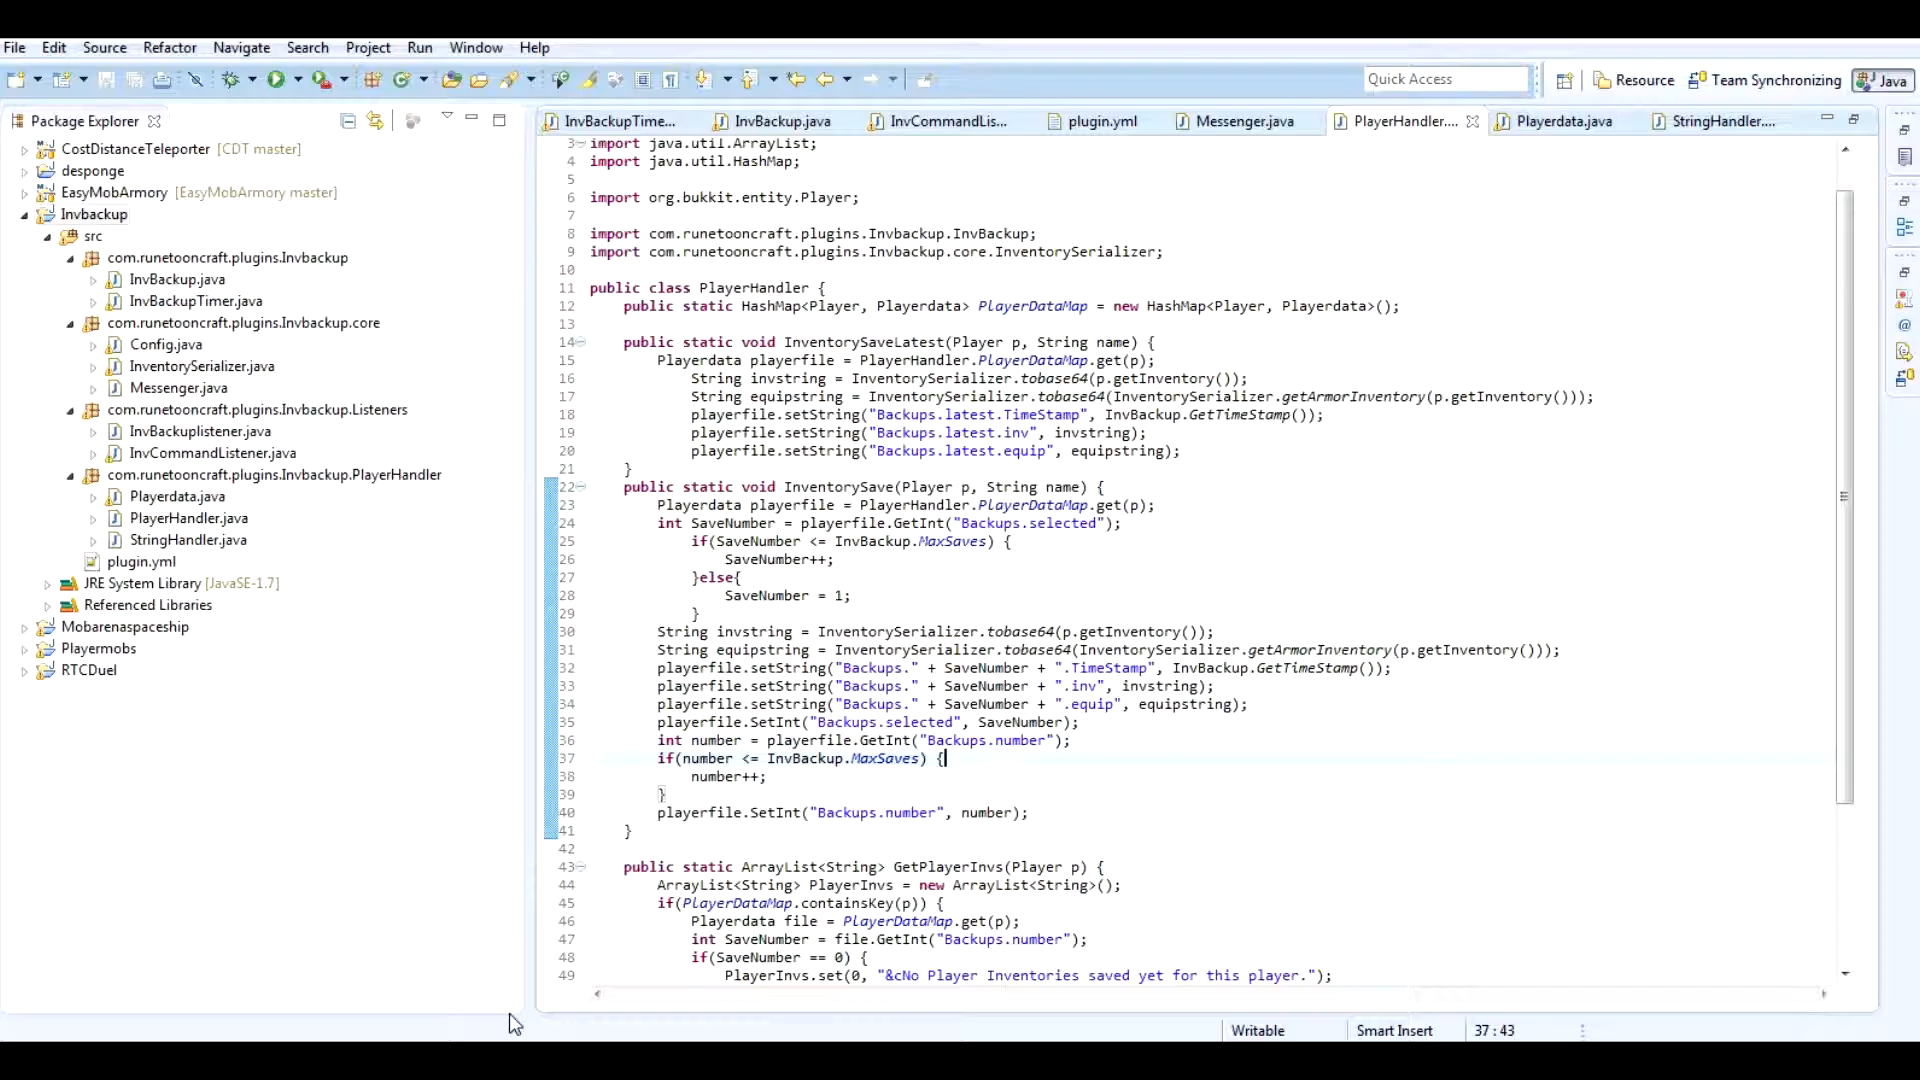 File Edit Source Refactor Navigate Search Project Run Window Help
Quick Access
Resource
Team Synchronizing
Java
Package Explorer
CostDistanceTeleporter [CDT master]
desponge
EasyMobArmory [EasyMobArmory master]
Invbackup
src
com.runetooncraft.plugins.Invbackup
InvBackup.java
InvBackupTimer.java
com.runetooncraft.plugins.Invbackup.core
Config.java
InventorySerializer.java
Messenger.java
com.runetooncraft.plugins.Invbackup.Listeners
InvBackuplistener.java
InvCommandListener.java
com.runetooncraft.plugins.Invbackup.PlayerHandler
Playerdata.java
PlayerHandler.java
StringHandler.java
plugin.yml
JRE System Library [JavaSE-1.7]
Referenced Libraries
Mobarenaspaceship
Playermobs
RTCDuel
InvBackupTime... InvBackup.java InvCommandLis... plugin.yml Messenger.java PlayerHandler.... Playerdata.java StringHandler....
3 import java.util.ArrayList;
4 import java.util.HashMap;
5
6 import org.bukkit.entity.Player;
7
8 import com.runetooncraft.plugins.Invbackup.InvBackup;
9 import com.runetooncraft.plugins.Invbackup.core.InventorySerializer;
10
11 public class PlayerHandler {
12 public static HashMap<Player, Playerdata> PlayerDataMap = new HashMap<Player, Playerdata>();
13
14 public static void InventorySaveLatest(Player p, String name) {
15 Playerdata playerfile = PlayerHandler.PlayerDataMap.get(p);
16 String invstring = InventorySerializer.tobase64(p.getInventory());
17 String equipstring = InventorySerializer.tobase64(InventorySerializer.getArmorInventory(p.getInventory()));
18 playerfile.setString("Backups.latest.TimeStamp", InvBackup.GetTimeStamp());
19 playerfile.setString("Backups.latest.inv", invstring);
20 playerfile.setString("Backups.latest.equip", equipstring);
21 }
22 public static void InventorySave(Player p, String name) {
23 Playerdata playerfile = PlayerHandler.PlayerDataMap.get(p);
24 int SaveNumber = playerfile.GetInt("Backups.selected");
25 if(SaveNumber <= InvBackup.MaxSaves) {
26 SaveNumber++;
27 }else{
28 SaveNumber = 1;
29 }
30 String invstring = InventorySerializer.tobase64(p.getInventory());
31 String equipstring = InventorySerializer.tobase64(InventorySerializer.getArmorInventory(p.getInventory()));
32 playerfile.setString("Backups." + SaveNumber + ".TimeStamp", InvBackup.GetTimeStamp());
33 playerfile.setString("Backups." + SaveNumber + ".inv", invstring);
34 playerfile.setString("Backups." + SaveNumber + ".equip", equipstring);
35 playerfile.SetInt("Backups.selected", SaveNumber);
36 int number = playerfile.GetInt("Backups.number");
37 if(number <= InvBackup.MaxSaves) {
38 number++;
39 }
40 playerfile.SetInt("Backups.number", number);
41 }
42
43 public static ArrayList<String> GetPlayerInvs(Player p) {
44 ArrayList<String> PlayerInvs = new ArrayList<String>();
45 if(PlayerDataMap.containsKey(p)) {
46 Playerdata file = PlayerDataMap.get(p);
47 int SaveNumber = file.GetInt("Backups.number");
48 if(SaveNumber == 0) {
49 PlayerInvs.set(0, "&cNo Player Inventories saved yet for this player.");
Writable Smart Insert 37 : 43